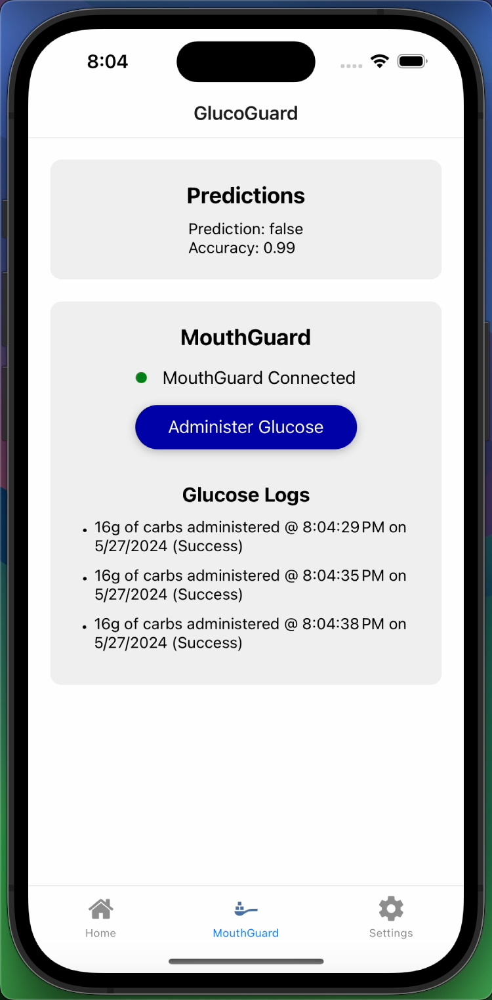 8:04
GlucoGuard
Predictions
Prediction: false
Accuracy: 0.99
MouthGuard
MouthGuard Connected
Administer Glucose
Glucose Logs
• 16g of carbs administered @ 8:04:29 PM on
5/27/2024 (Success)
• 16g of carbs administered @ 8:04:35 PM on
5/27/2024 (Success)
• 16g of carbs administered @ 8:04:38 PM on
5/27/2024 (Success)
Home
MouthGuard
Settings